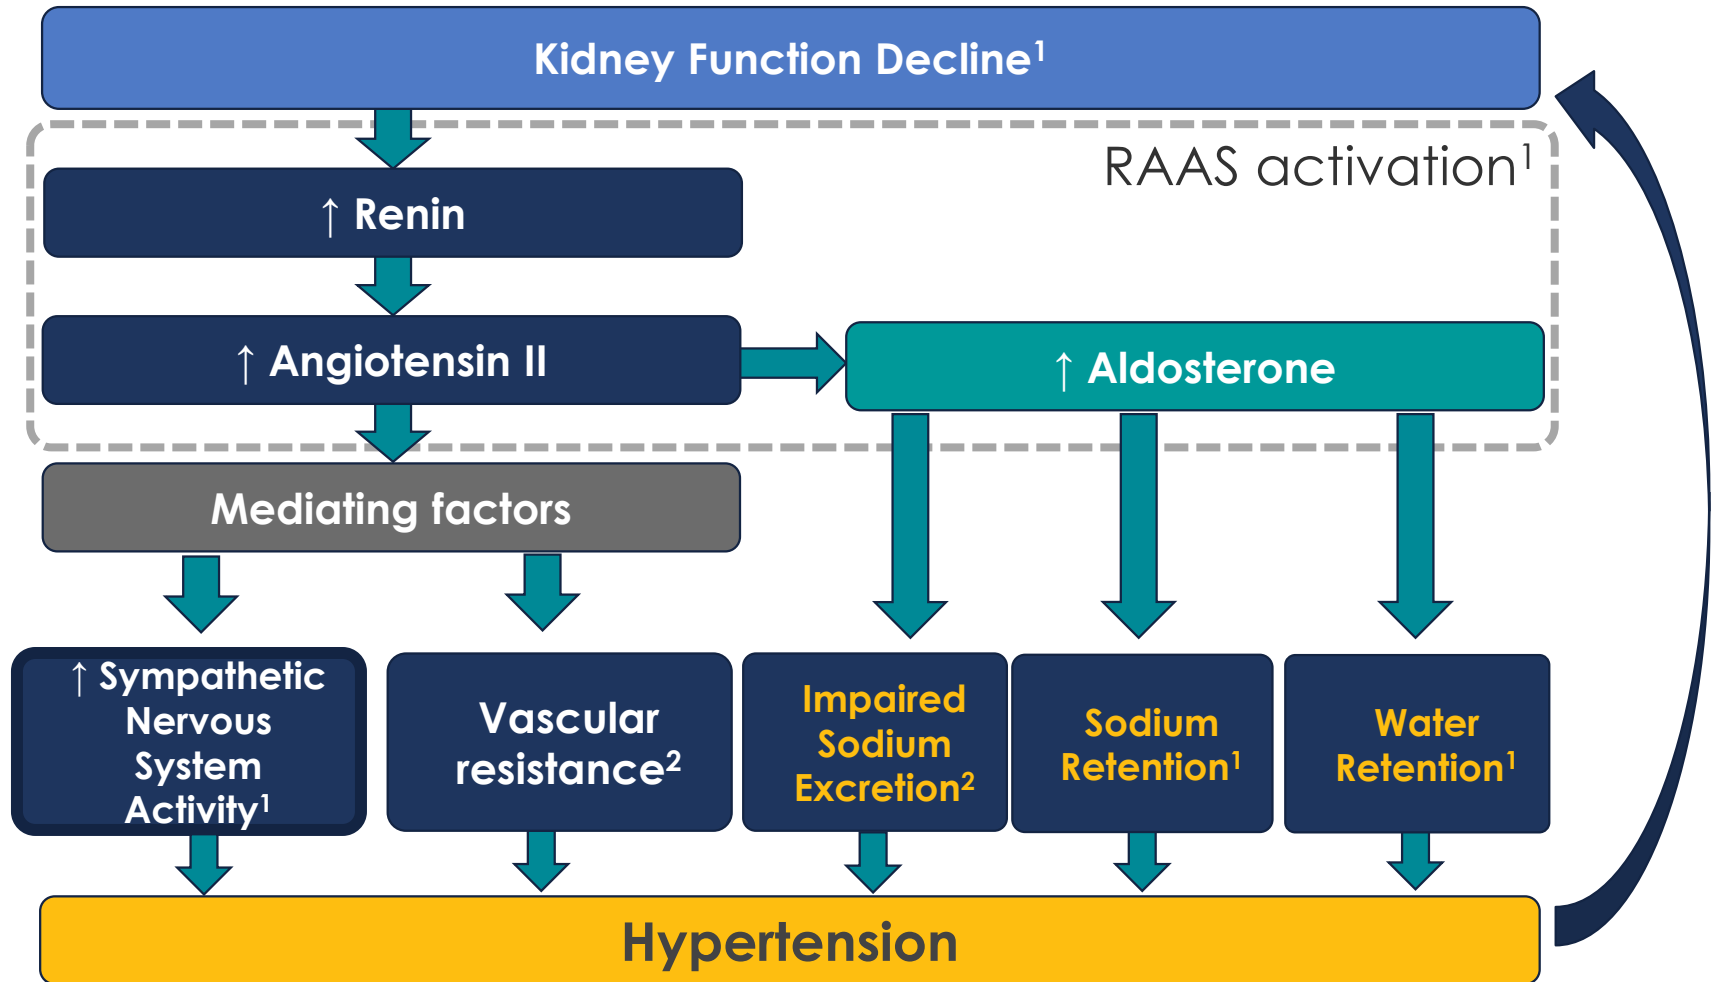 Kidney Function Decline¹
RAAS activation¹
↑ Renin
↑ Angiotensin II
↑ Aldosterone
Mediating factors
↑ Sympathetic
Nervous
System
Activity¹
Vascular
resistance²
Impaired
Sodium
Excretion²
Sodium
Retention¹
Water
Retention¹
Hypertension